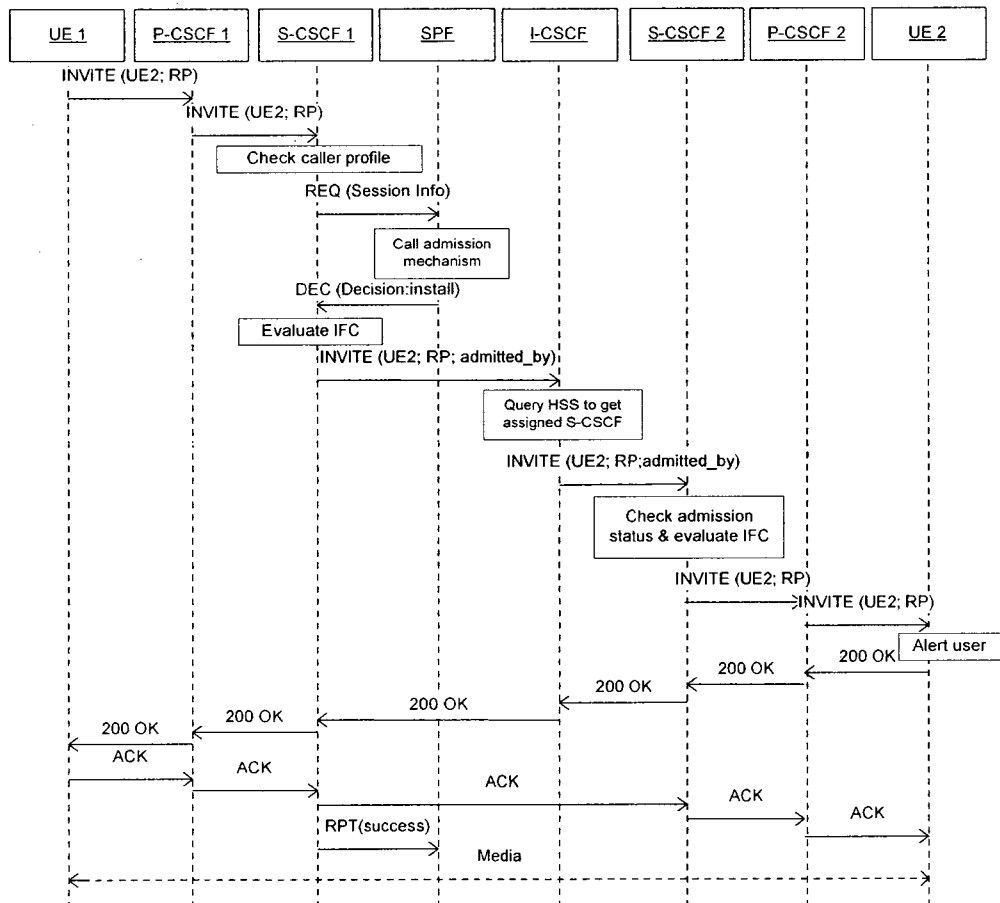 UE 1
P-CSCF 1
S-CSCF 1
SPF
I-CSCF
S-CSCF 2
P-CSCF 2
UE 2
INVITE (UE2; RP)
INVITE (UE2; RP)
Check caller profile
REQ (Session Info)
Call admission
mechanism
DEC (Decision:install)
Evaluate IFC
INVITE (UE2; RP; admitted_by)
Query HSS to get
assigned S-CSCF
INVITE (UE2; RP;admitted_by)
Check admission
status & evaluate IFC
INVITE (UE2; RP)
INVITE (UE2; RP)
Alert user
200 OK
200 OK
200 OK
200 OK
200 OK
200 OK
ACK
ACK
ACK
ACK
ACK
RPT(success)
Media